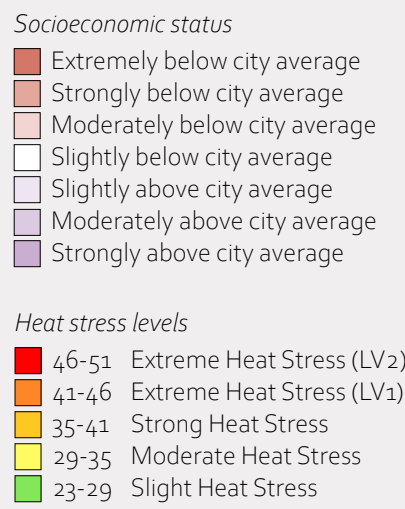 Socioeconomic status
Extremely below city average
Strongly below city average
Moderately below city average
Slightly below city average
Slightly above city average
Moderately above city average
Strongly above city average
Heat stress levels
46-51 Extreme Heat Stress (LV2)
41-46 Extreme Heat Stress (LV1)
35-41 Strong Heat Stress
29-35 Moderate Heat Stress
23-29 Slight Heat Stress